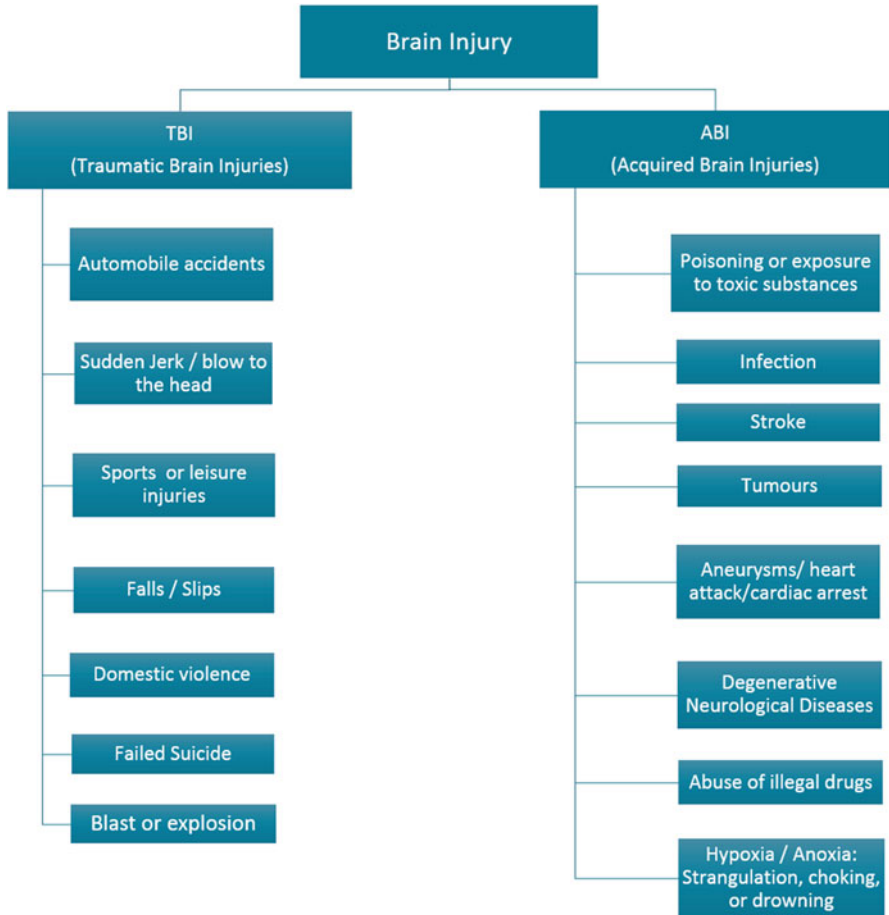 Brain Injury
TBI
(Traumatic Brain Injuries)
Automobile accidents
Sudden Jerk / blow to
the head
Sports or leisure
injuries
Falls / Slips
Domestic violence
Failed Suicide
Blast or explosion
ABI
(Acquired Brain Injuries)
Poisoning or exposure
to toxic substances
Infection
Stroke
Tumours
Aneurysms/ heart
attack/cardiac arrest
Degenerative
Neurological Diseases
Abuse of illegal drugs
Hypoxia / Anoxia:
Strangulation, choking,
or drowning